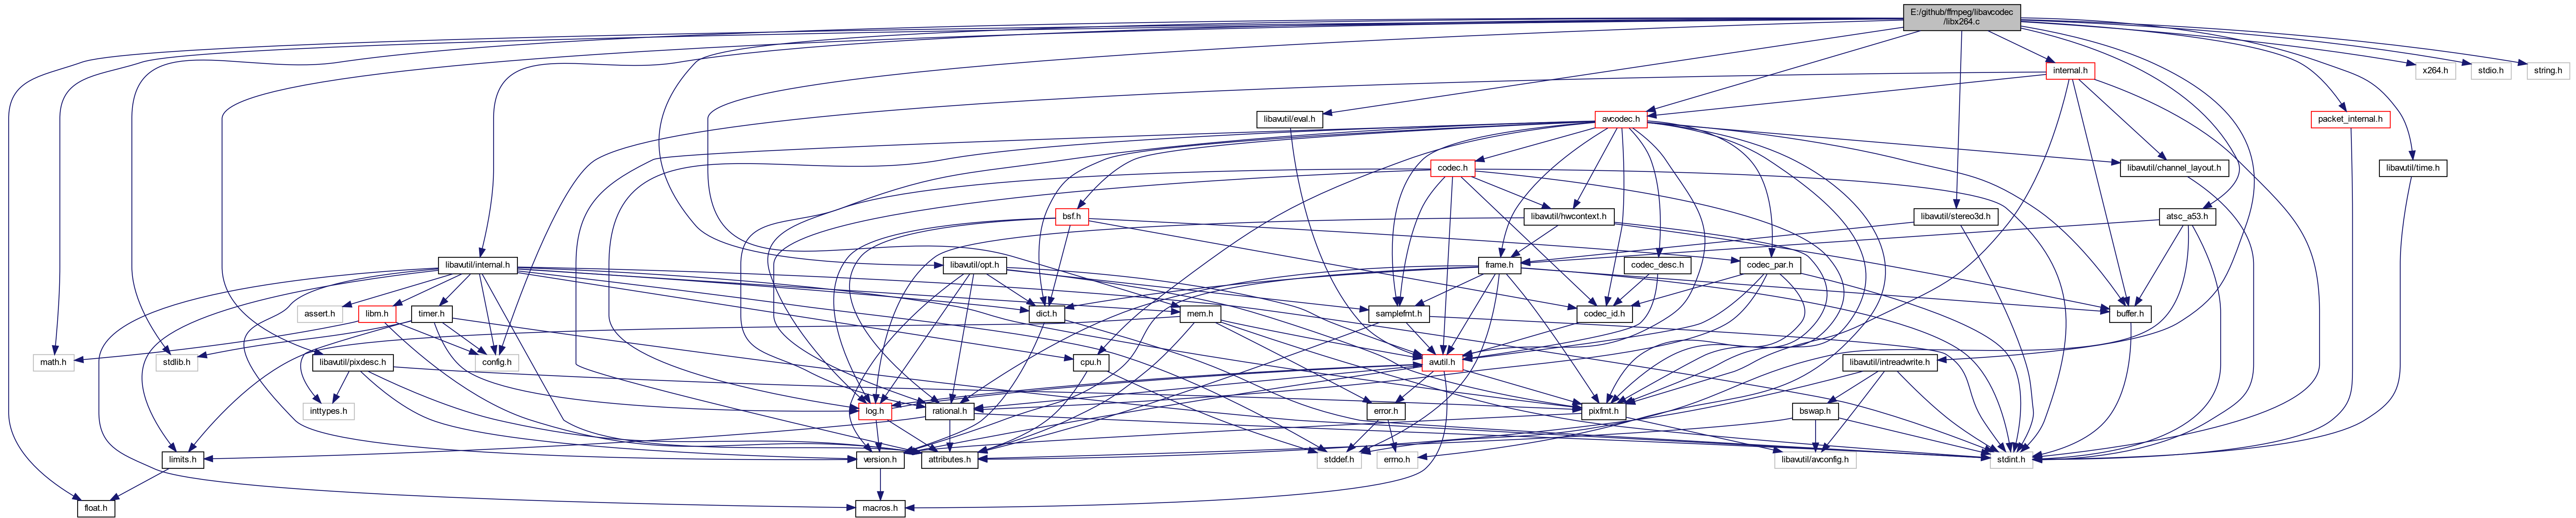 E:/github/ffmpeg/libavcodec
/libx264.c
internal.h
x264.h
stdio.h
string.h
libavutil/eval.h
avcodec.h
packet_internal.h
codec.h
libavutil/channel_layout.h
libavutil/time.h
bsf.h
libavutil/hwcontext.h
libavutil/stereo3d.h
atsc_a53.h
libavutil/internal.h
libavutil/opt.h
frame.h
codec_desc.h
codec_par.h
assert.h
libm.h
timer.h
dict.h
mem.h
samplefmt.h
codec_id.h
buffer.h
math.h
stdlib.h
libavutil/pixdesc.h
config.h
cpu.h
avutil.h
libavutil/intreadwrite.h
inttypes.h
log.h
rational.h
error.h
pixfmt.h
bswap.h
limits.h
version.h
attributes.h
stddef.h
errno.h
libavutil/avconfig.h
stdint.h
float.h
macros.h